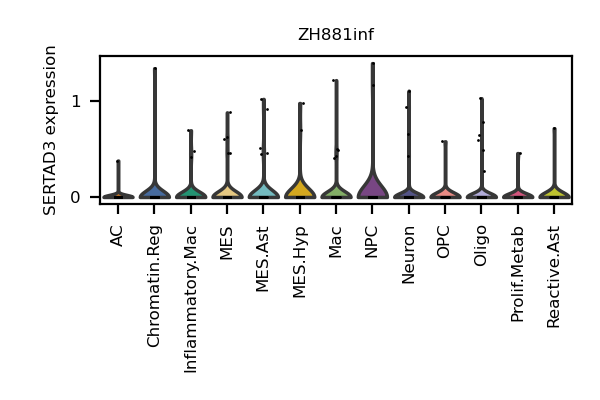 ZH881inf
SERTAD3 expression
1
0
AC
Chromatin.Reg
Inflammatory.Mac
MES
MES.Ast
MES.Hyp
Mac
NPC
Neuron
OPC
Oligo
Prolif.Metab
Reactive.Ast